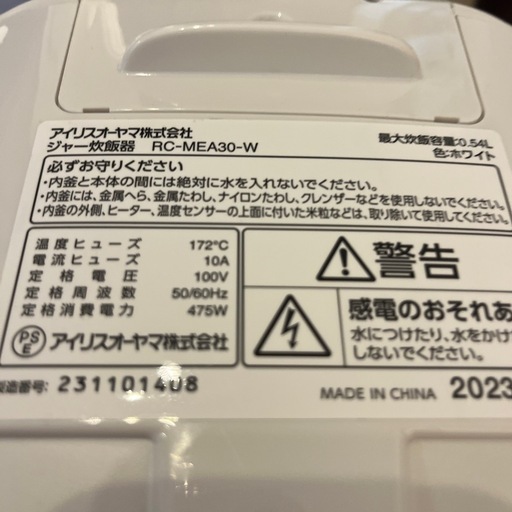 アイリスオーヤマ株式会社
ジャー炊飯器 RC-MEA30-W
最大炊飯容量:0.54L
色:ホワイト
必ずお守りください
・内釜と本体の間には絶対に水を入れないでください。
・内釜には、金属へら、金属たわし、ナイロンたわし、クレンザーなどを使用しないでください。
・内釜の外側、ヒーター、温度センサーの上面に付いた米粒などは、取り除いて使用してください。
温度ヒューズ 172℃
電流ヒューズ 10A
定格電圧 100V
定格周波数 50/60Hz
定格消費電力 475W
PSE アイリスオーヤマ株式会社
警告
感電のおそれあ
水につけたり、水をかけ
しないでください。
製造番号: 231101408
MADE IN CHINA 2023